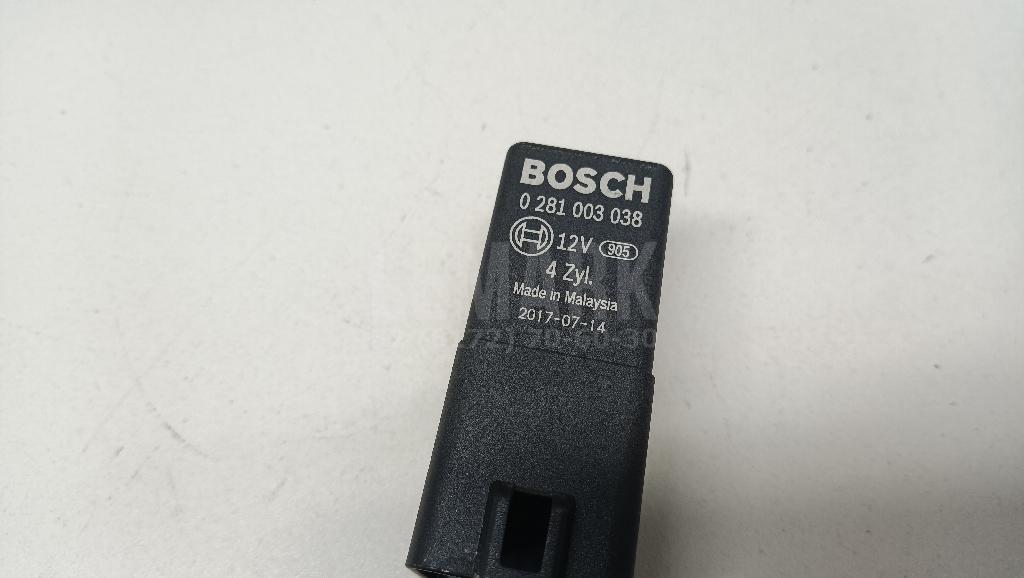 BOSCH
0 281 003 038
12V 905
4 Zyl.
Made in Malaysia
2017-07-14